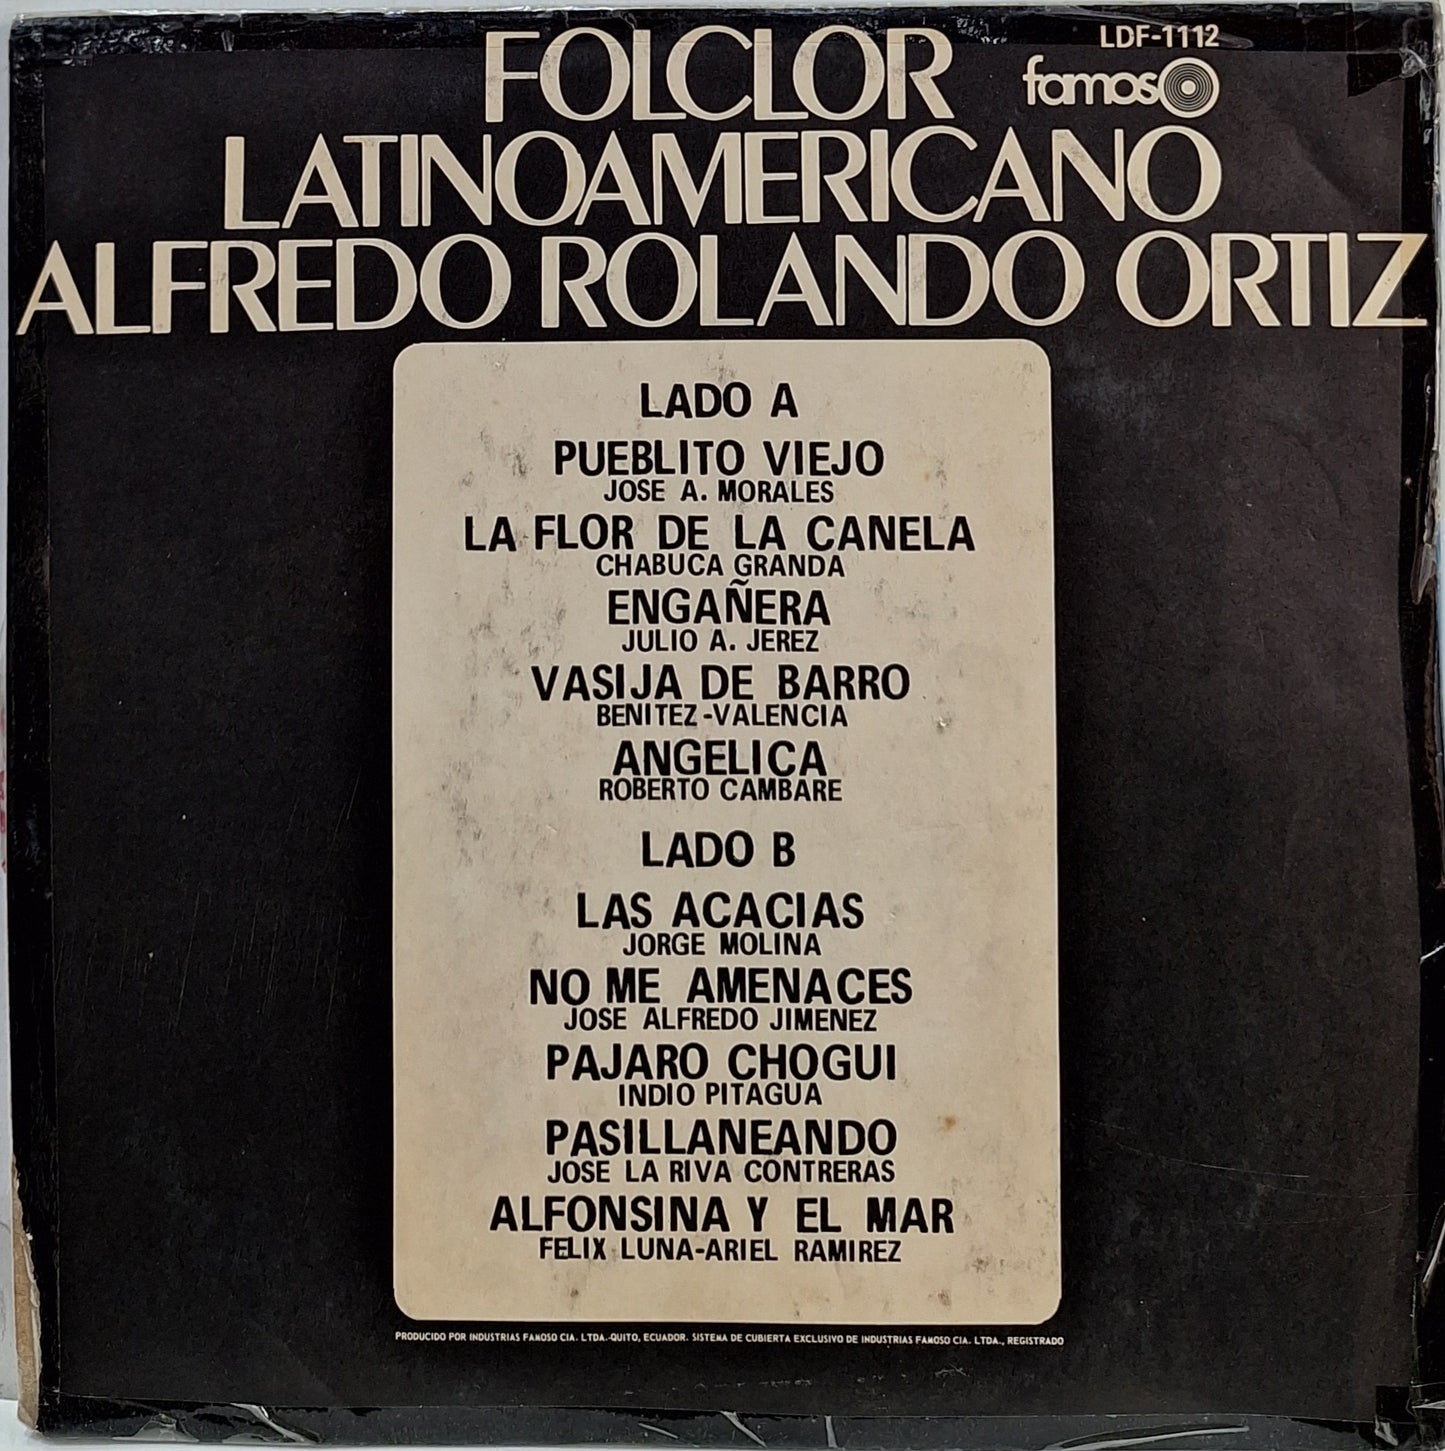 LDF-1112
famoso
FOLCLOR
LATINOAMERICANO
ALFREDO ROLANDO ORTIZ
LADO A
PUEBLITO VIEJO
JOSE A. MORALES
LA FLOR DE LA CANELA
CHABUCA GRANDA
ENGAÑERA
JULIO A. JEREZ
VASIJA DE BARRO
BENITEZ-VALENCIA
ANGELICA
ROBERTO CAMBARE
LADO B
LAS ACACIAS
JORGE MOLINA
NO ME AMENACES
JOSE ALFREDO JIMENEZ
PAJARO CHOGUI
INDIO PITAGUA
PASILLANEANDO
JOSE LA RIVA CONTRERAS
ALFONSINA Y EL MAR
FELIX LUNA-ARIEL RAMIREZ
PRODUCIDO POR INDUSTRIAS FAMOSO CIA. LTDA.-QUITO, ECUADOR. SISTEMA DE CUBIERTA EXCLUSIVO DE INDUSTRIAS FAMOSO CIA. LTDA., REGISTRADO